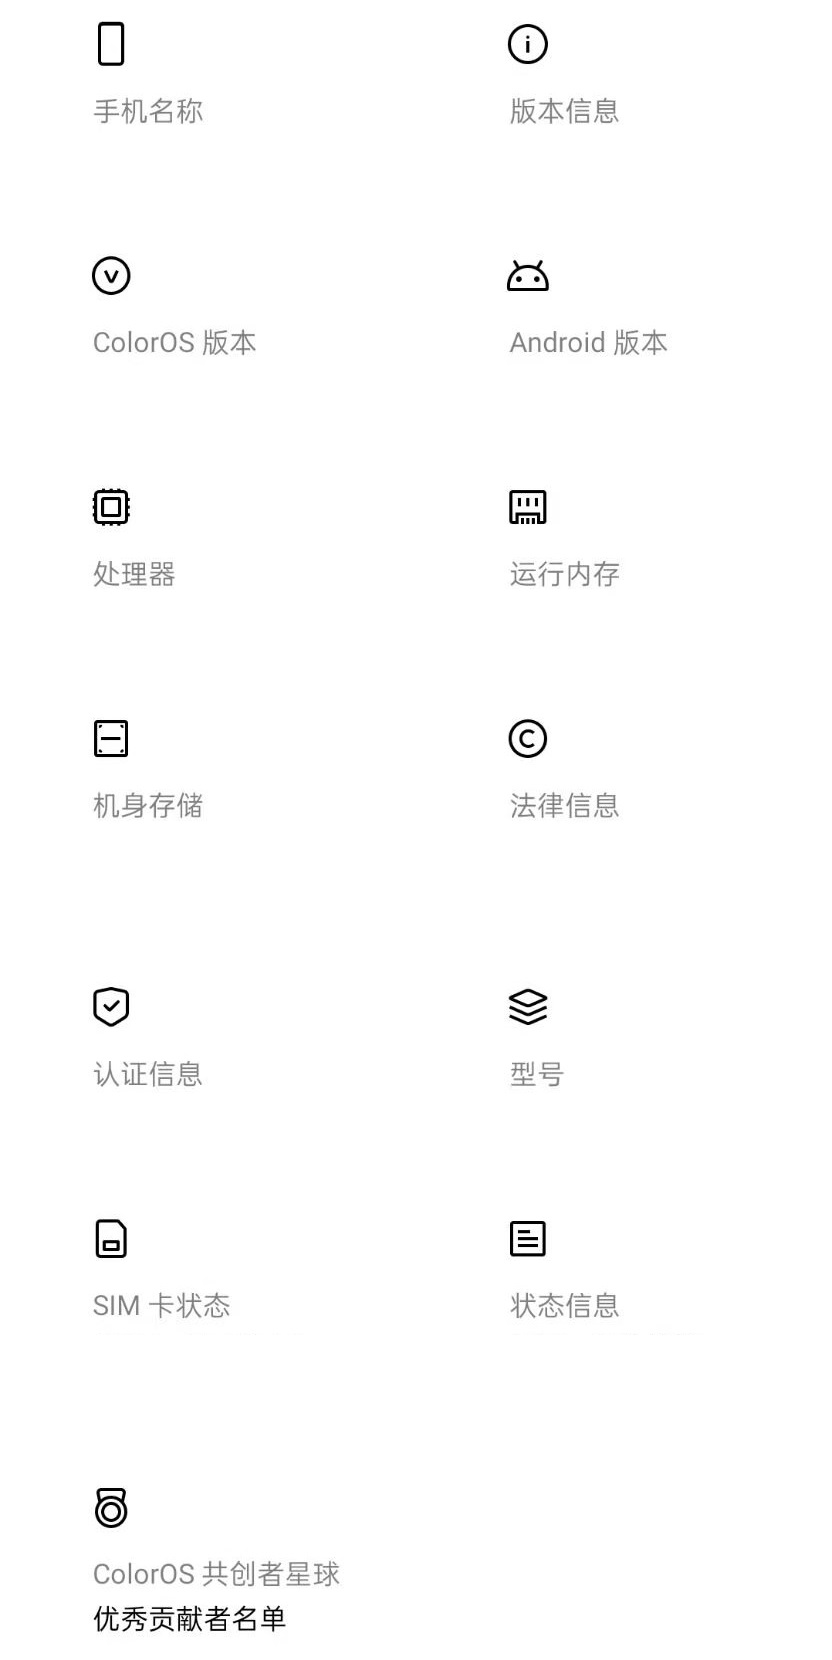 手机名称
版本信息
ColorOS 版本
Android 版本
处理器
运行内存
机身存储
法律信息
认证信息
型号
SIM 卡状态
状态信息
ColorOS 共创者星球
优秀贡献者名单